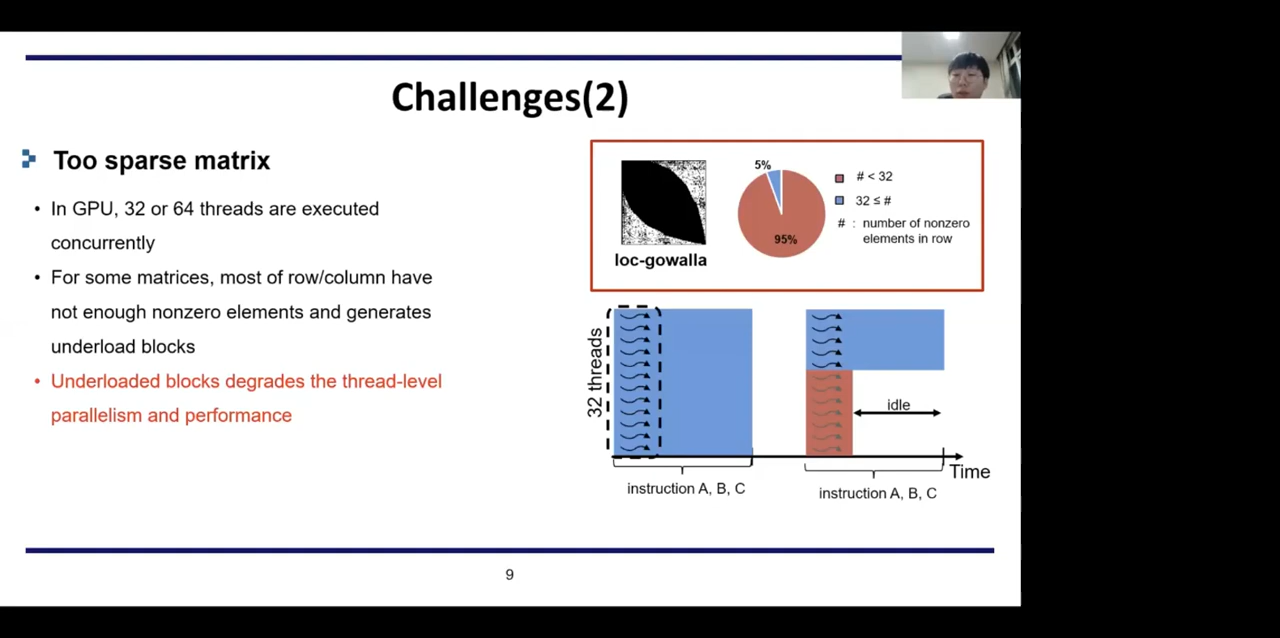 Challenges(2)
Too sparse matrix
• In GPU, 32 or 64 threads are executed
concurrently
• For some matrices, most of row/column have
not enough nonzero elements and generates
underload blocks
• Underloaded blocks degrades the thread-level
parallelism and performance
5%
95%
# < 32
32 ≤ #
# : number of nonzero
elements in row
loc-gowalla
32 threads
idle
Time
instruction A, B, C
instruction A, B, C
9